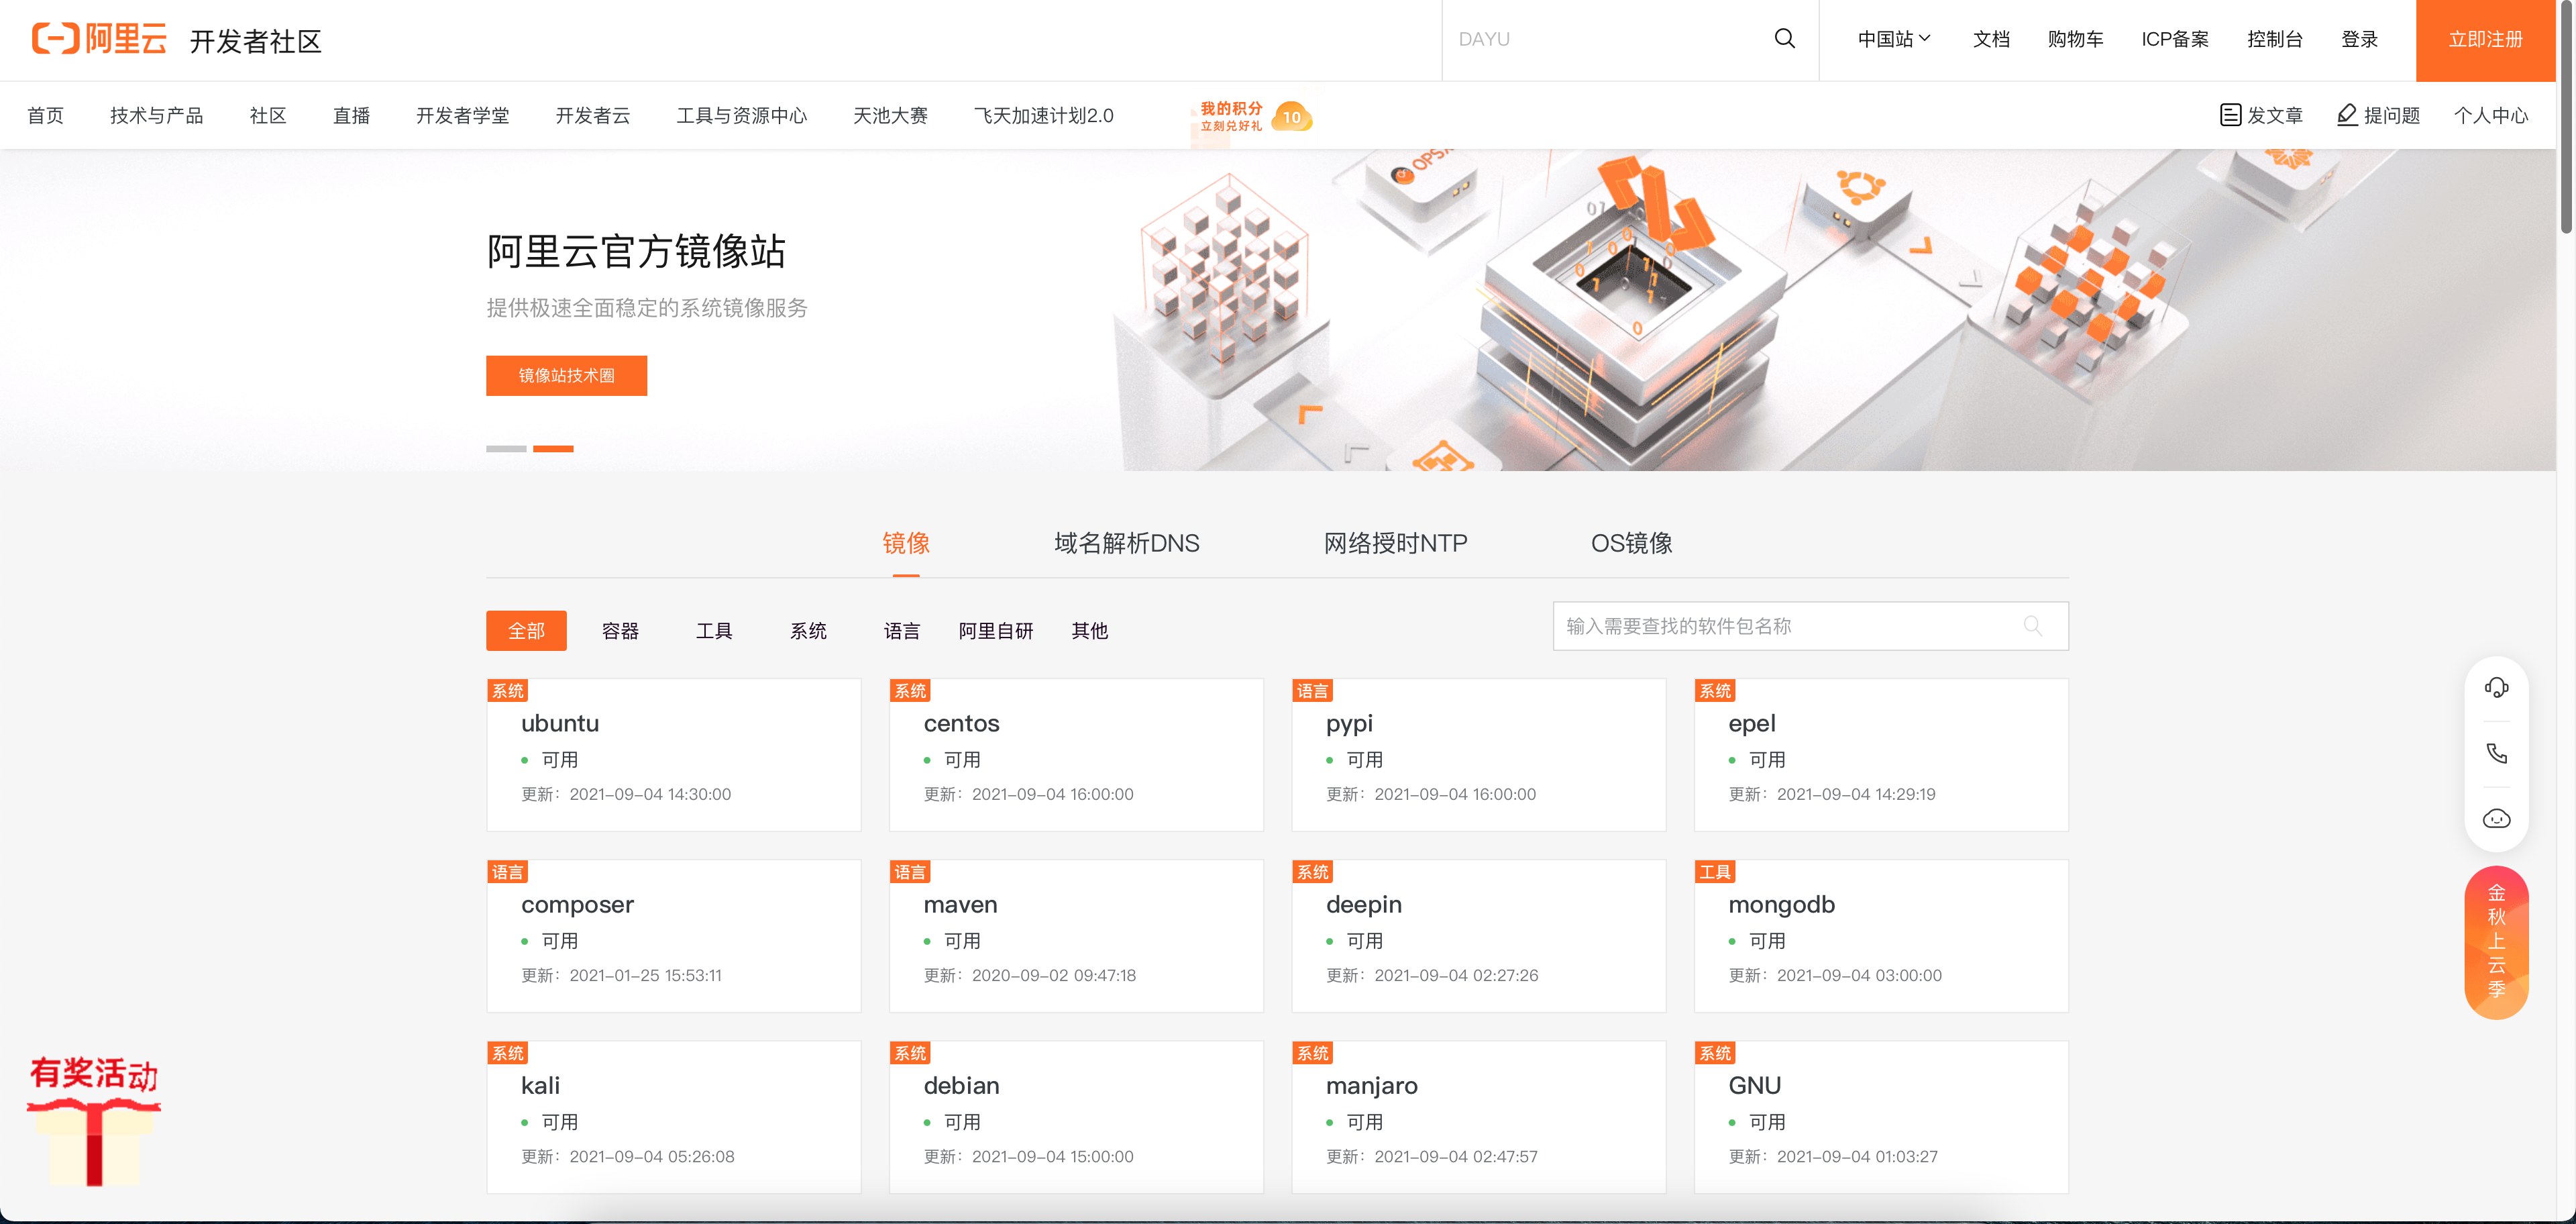 阿里云 开发者社区
DAYU
中国站 文档 购物车 ICP备案 控制台 登录 立即注册
首页 技术与产品 社区 直播 开发者学堂 开发者云 工具与资源中心 天池大赛 飞天加速计划2.0
我的积分
立刻兑好礼
10
发文章 提问题 个人中心
阿里云官方镜像站
提供极速全面稳定的系统镜像服务
镜像站技术圈
镜像 域名解析DNS 网络授时NTP OS镜像
全部 容器 工具 系统 语言 阿里自研 其他
输入需要查找的软件包名称
系统
ubuntu
可用
更新：2021-09-04 14:30:00
系统
centos
可用
更新：2021-09-04 16:00:00
语言
pypi
可用
更新：2021-09-04 16:00:00
系统
epel
可用
更新：2021-09-04 14:29:19
语言
composer
可用
更新：2021-01-25 15:53:11
语言
maven
可用
更新：2020-09-02 09:47:18
系统
deepin
可用
更新：2021-09-04 02:27:26
工具
mongodb
可用
更新：2021-09-04 03:00:00
系统
kali
可用
更新：2021-09-04 05:26:08
系统
debian
可用
更新：2021-09-04 15:00:00
系统
manjaro
可用
更新：2021-09-04 02:47:57
系统
GNU
可用
更新：2021-09-04 01:03:27
金秋上云季
有奖活动